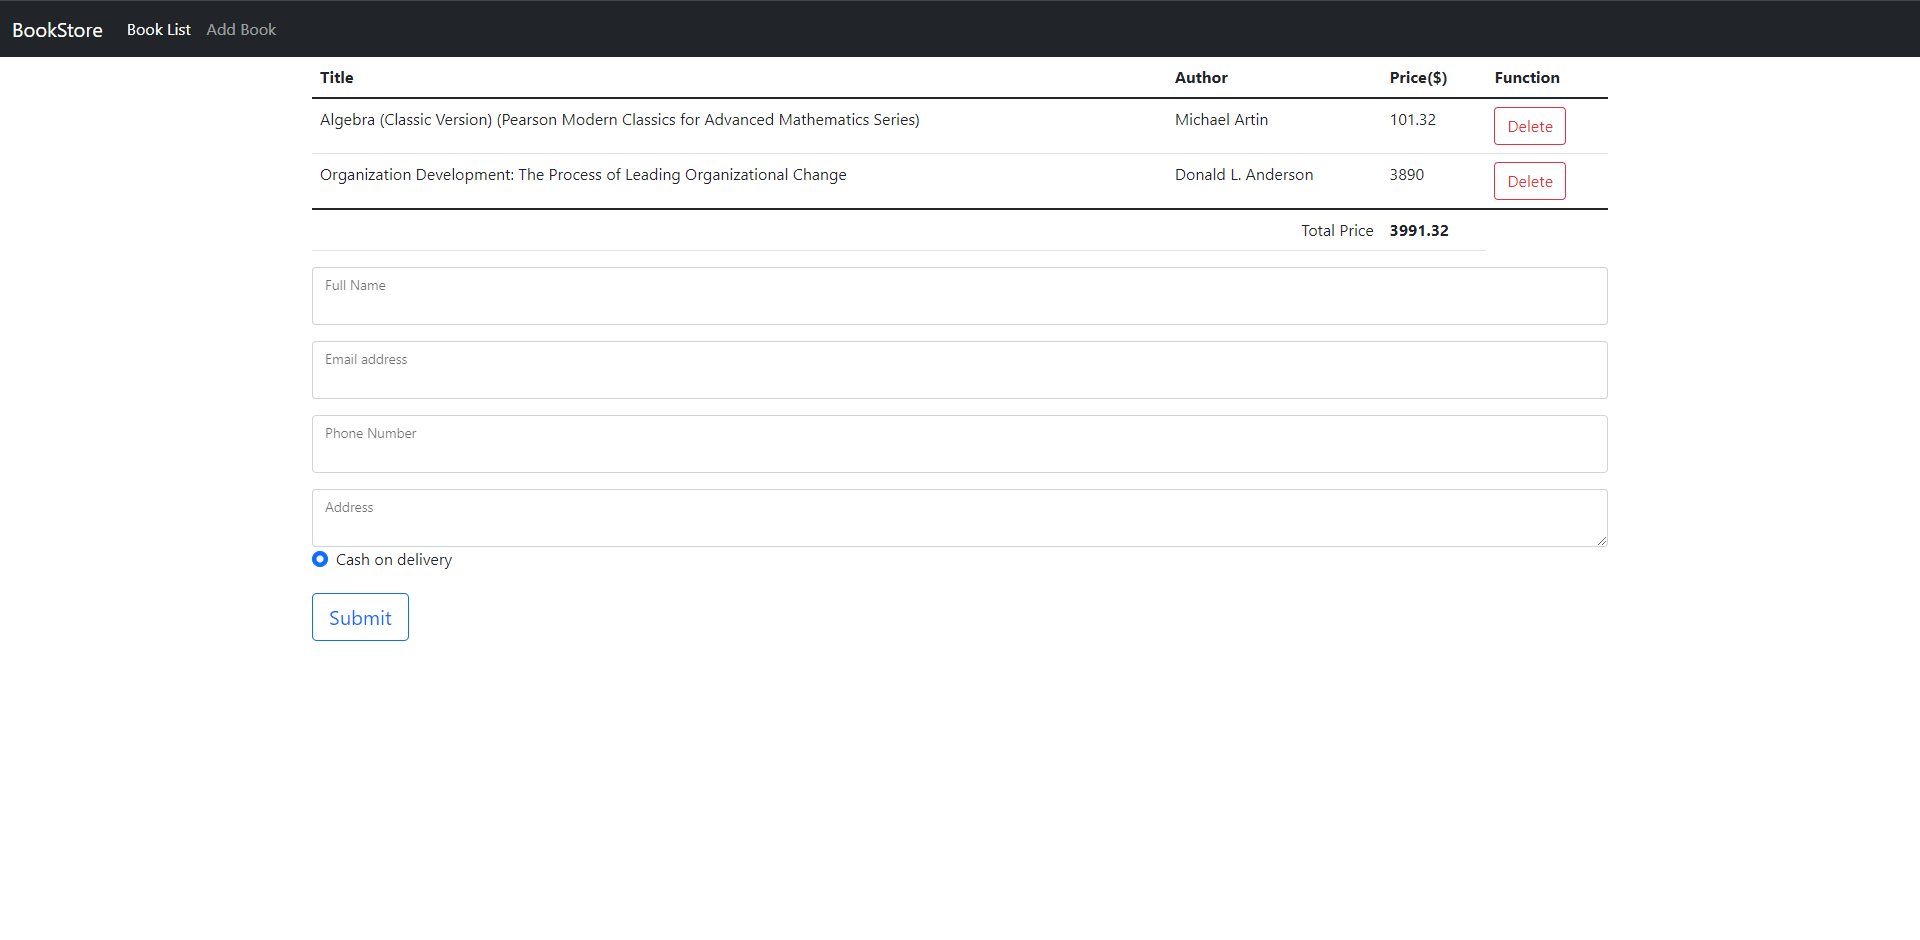 BookStore Book List Add Book
Title Author Price($) Function
Algebra (Classic Version) (Pearson Modern Classics for Advanced Mathematics Series) Michael Artin 101.32 Delete
Organization Development: The Process of Leading Organizational Change Donald L. Anderson 3890 Delete
Total Price 3991.32
Full Name
Email address
Phone Number
Address
Cash on delivery
Submit